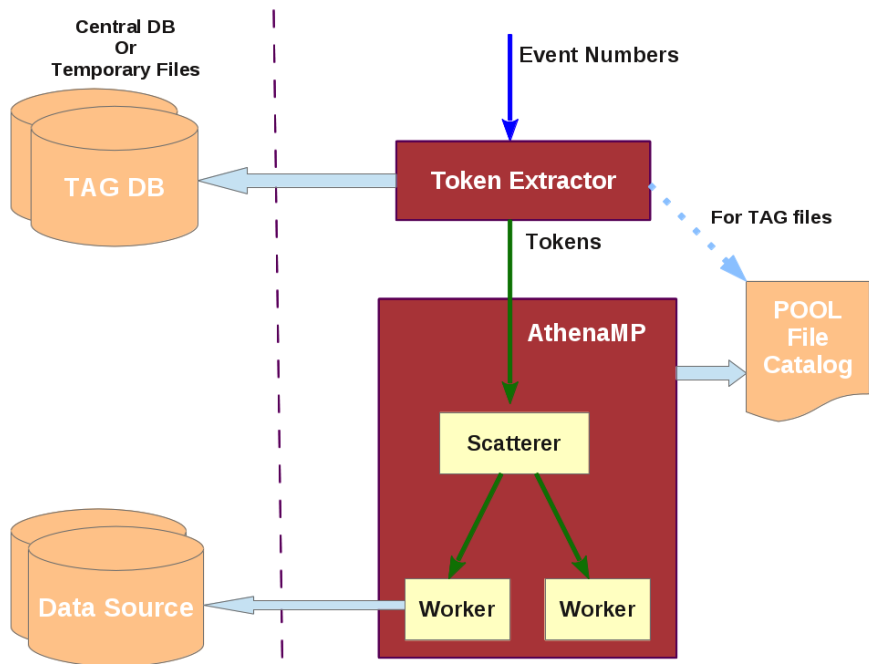 Central DB
Or
Temporary Files
TAG DB
Event Numbers
Token Extractor
For TAG files
Tokens
AthenaMP
POOL
File
Catalog
Scatterer
Data Source
Worker
Worker